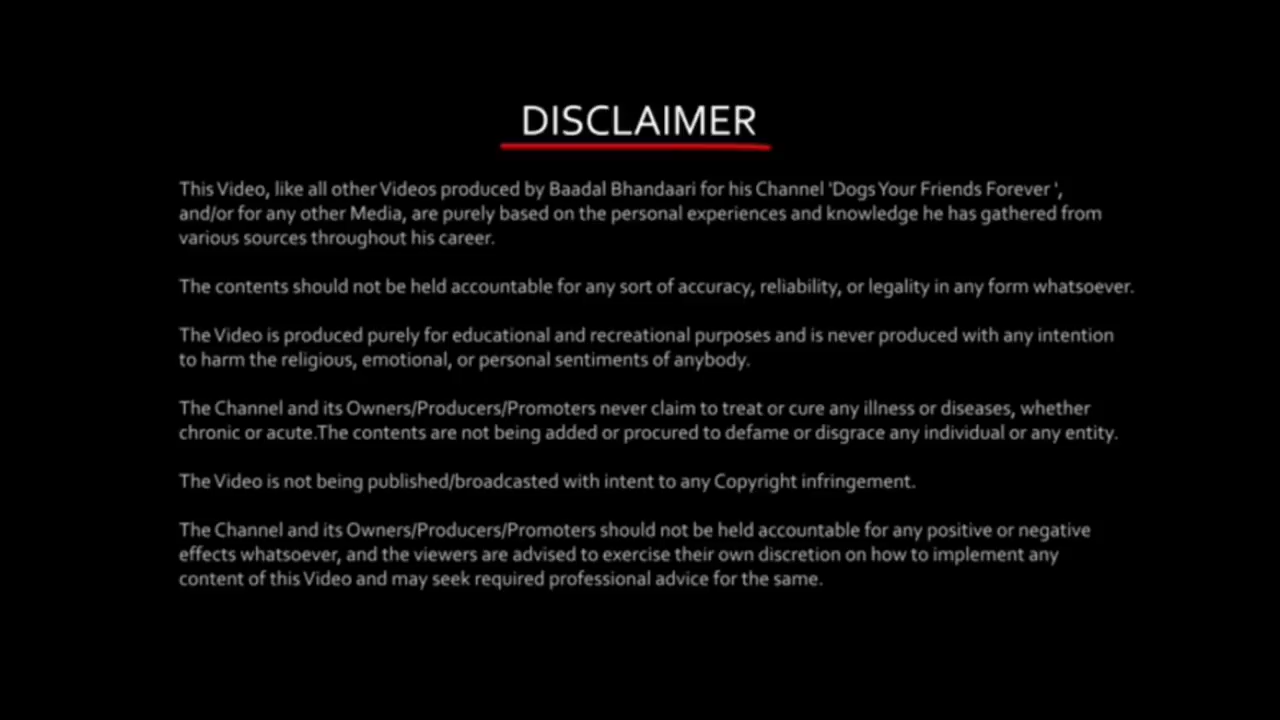 DISCLAIMER
This Video, like all other Videos produced by Baadal Bhandaari for his Channel 'Dogs Your Friends Forever ',
and/or for any other Media, are purely based on the personal experiences and knowledge he has gathered from
various sources throughout his career.
The contents should not be held accountable for any sort of accuracy, reliability, or legality in any form whatsoever.
The Video is produced purely for educational and recreational purposes and is never produced with any intention
to harm the religious, emotional, or personal sentiments of anybody.
The Channel and its Owners/Producers/Promoters never claim to treat or cure any illness or diseases, whether
chronic or acute.The contents are not being added or procured to defame or disgrace any individual or any entity.
The Video is not being published/broadcasted with intent to any Copyright infringement.
The Channel and its Owners/Producers/Promoters should not be held accountable for any positive or negative
effects whatsoever, and the viewers are advised to exercise their own discretion on how to implement any
content of this Video and may seek required professional advice for the same.